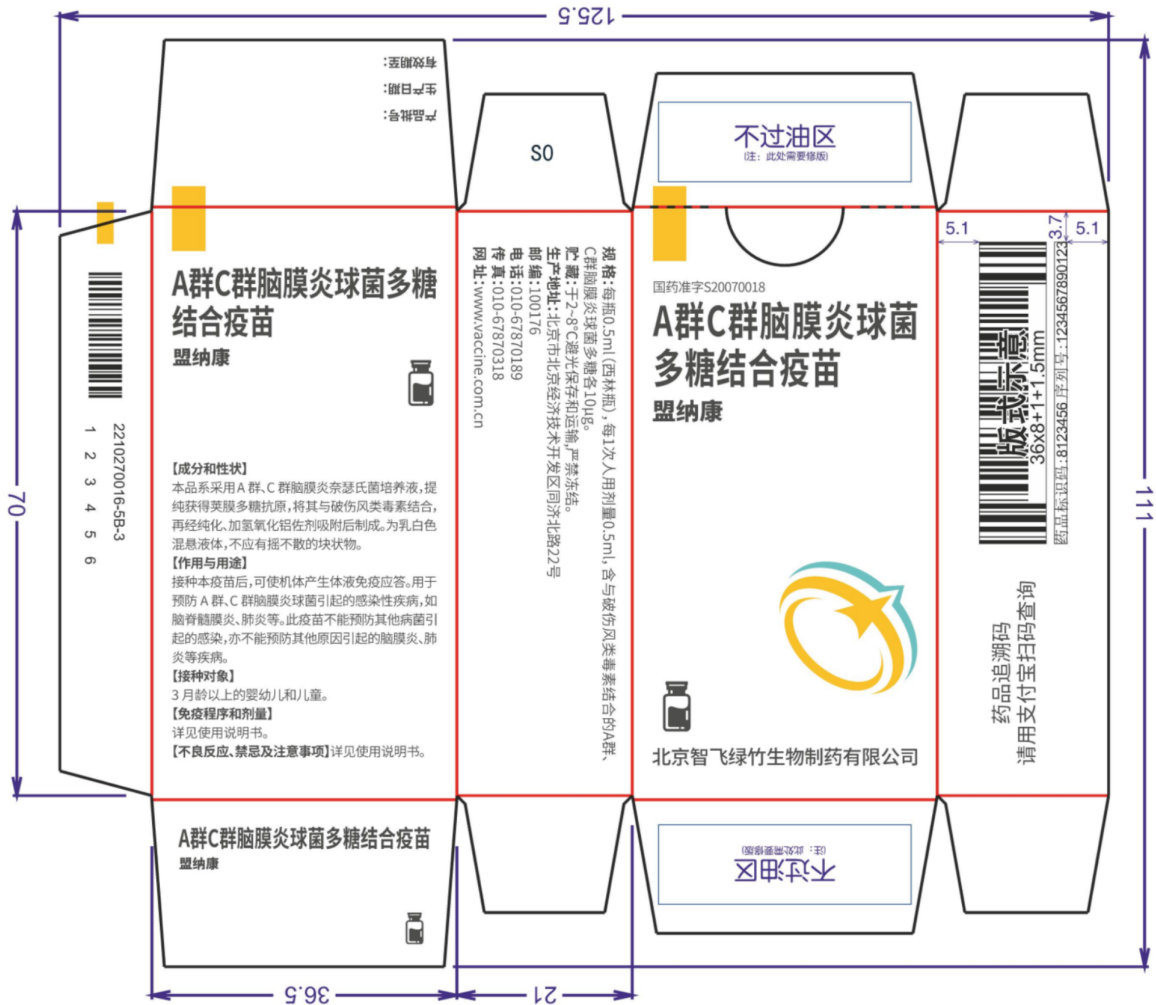 125.5
有效期至:
生产日期:
产品批号:
SO
不过油区
(注: 此处需要修版)
A群C群脑膜炎球菌多糖
结合疫苗
盟纳康
【成分和性状】
本品系采用A群、C群脑膜炎奈瑟氏菌培养液,提
纯获得荚膜多糖抗原,将其与破伤风类毒素结合,
再经纯化、加氢氧化铝佐剂吸附后制成。为乳白色
混悬液体,不应有摇不散的块状物。
【作用与用途】
接种本疫苗后,可使机体产生体液免疫应答。用于
预防A群、C群脑膜炎球菌引起的感染性疾病,如
脑脊髓膜炎、肺炎等。此疫苗不能预防其他病菌引
起的感染,亦不能预防其他原因引起的脑膜炎、肺
炎等疾病。
【接种对象】
3月龄以上的婴幼儿和儿童。
【免疫程序和剂量】
详见使用说明书。
【不良反应、禁忌及注意事项】详见使用说明书。
2210270016-5B-3
1 2 3 4 5 6
70
规格:每瓶0.5ml(西林瓶), 每1次人用剂量0.5ml, 含与破伤风类毒素结合的A群、
C群脑膜炎球菌多糖各10μg。
贮藏:于2~8℃避光保存和运输,严禁冻结。
生产地址:北京市北京经济技术开发区同济北路22号
邮编:100176
电话:010-67870189
传真:010-67870318
网址:www.vaccine.com.cn
国药准字S20070018
A群C群脑膜炎球菌
多糖结合疫苗
盟纳康
北京智飞绿竹生物制药有限公司
5.1
3.7
5.1
版式示意
36x8+1+1.5mm
药品标识码:8123456 序列号:1234567890123
药品追溯码
请用支付宝扫码查询
111
A群C群脑膜炎球菌多糖结合疫苗
盟纳康
不过油区
(注: 此处需要修版)
36.5
21